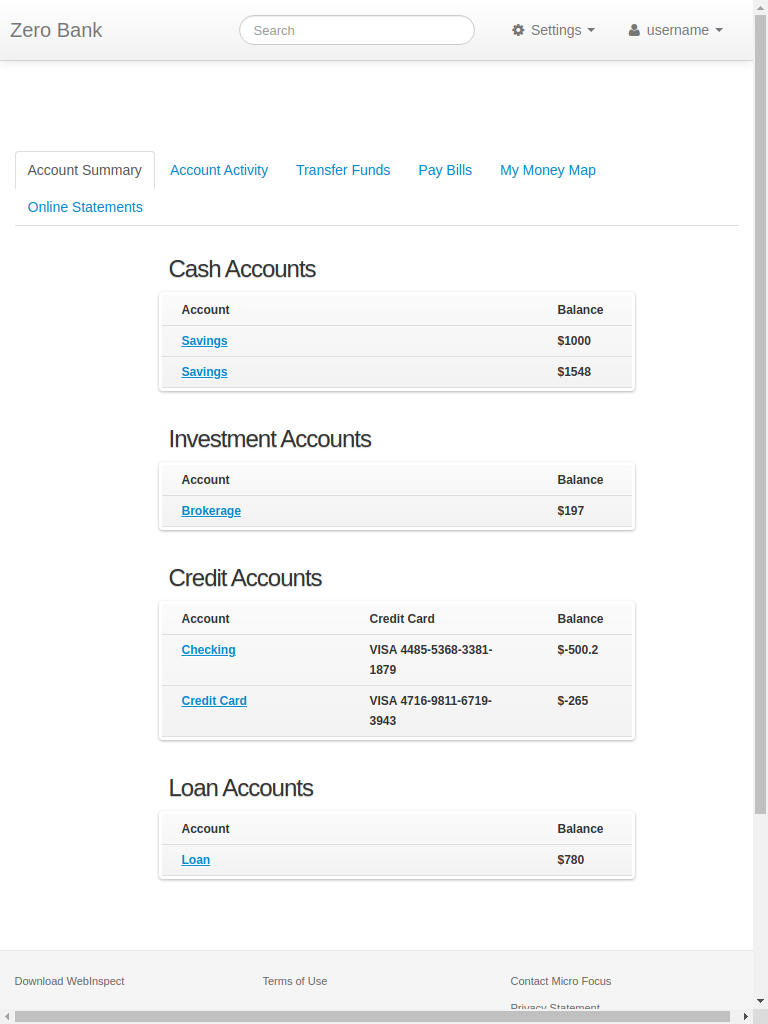 Zero Bank
Search
Settings
username
Account Summary
Account Activity
Transfer Funds
Pay Bills
My Money Map
Online Statements
Cash Accounts
Account Balance
Savings $1000
Savings $1548
Investment Accounts
Account Balance
Brokerage $197
Credit Accounts
Account Credit Card Balance
Checking VISA 4485-5368-3381- $-500.2
1879
Credit Card VISA 4716-9811-6719- $-265
3943
Loan Accounts
Account Balance
Loan $780
Download WebInspect
Terms of Use
Contact Micro Focus
Privacy Statement